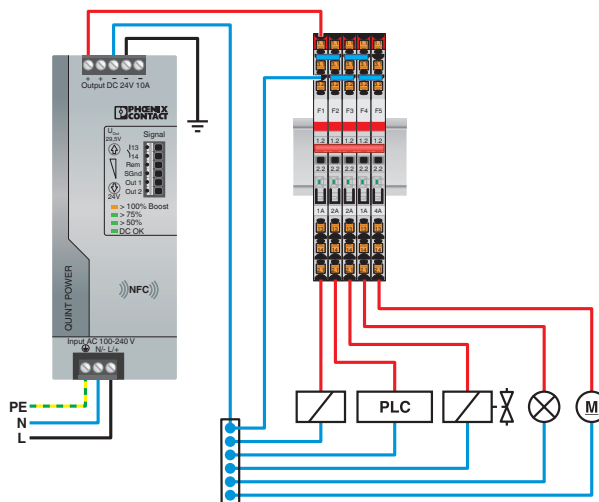 + + − − −
Output DC 24V 10A
PHŒNIX
CONTACT
UOut
29,5V
Signal
13
14
Rem
SGnd
Out 1
Out 2
24V
> 100% Boost
> 75%
> 50%
DC OK
QUINT POWER
NFC
Input AC 100-240 V
N/- L/+
PE
N
L
F1 F2 F3 F4 F5
1.2 1.2 1.2 1.2 1.2
2.2 2.2 2.2 2.2 2.2
1A 2A 2A 1A 4A
PLC
M